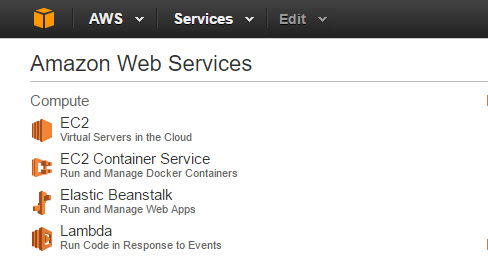 AWS Services Edit
Amazon Web Services
Compute
EC2
Virtual Servers in the Cloud
EC2 Container Service
Run and Manage Docker Containers
Elastic Beanstalk
Run and Manage Web Apps
Lambda
Run Code in Response to Events